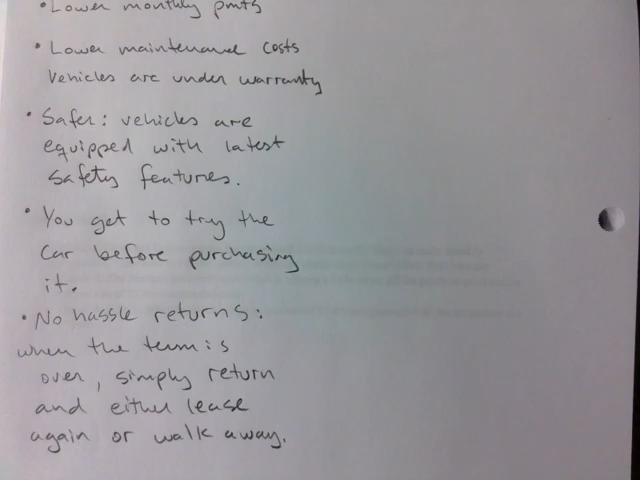 • Lower monthly pmts
• Lower maintenance costs
vehicles are under warranty
• Safer: vehicles are
equipped with latest
safety features.
• You get to try the
car before purchasing
it.
• No hassle returns:
when the term is
over, simply return
and either lease
again or walk away.